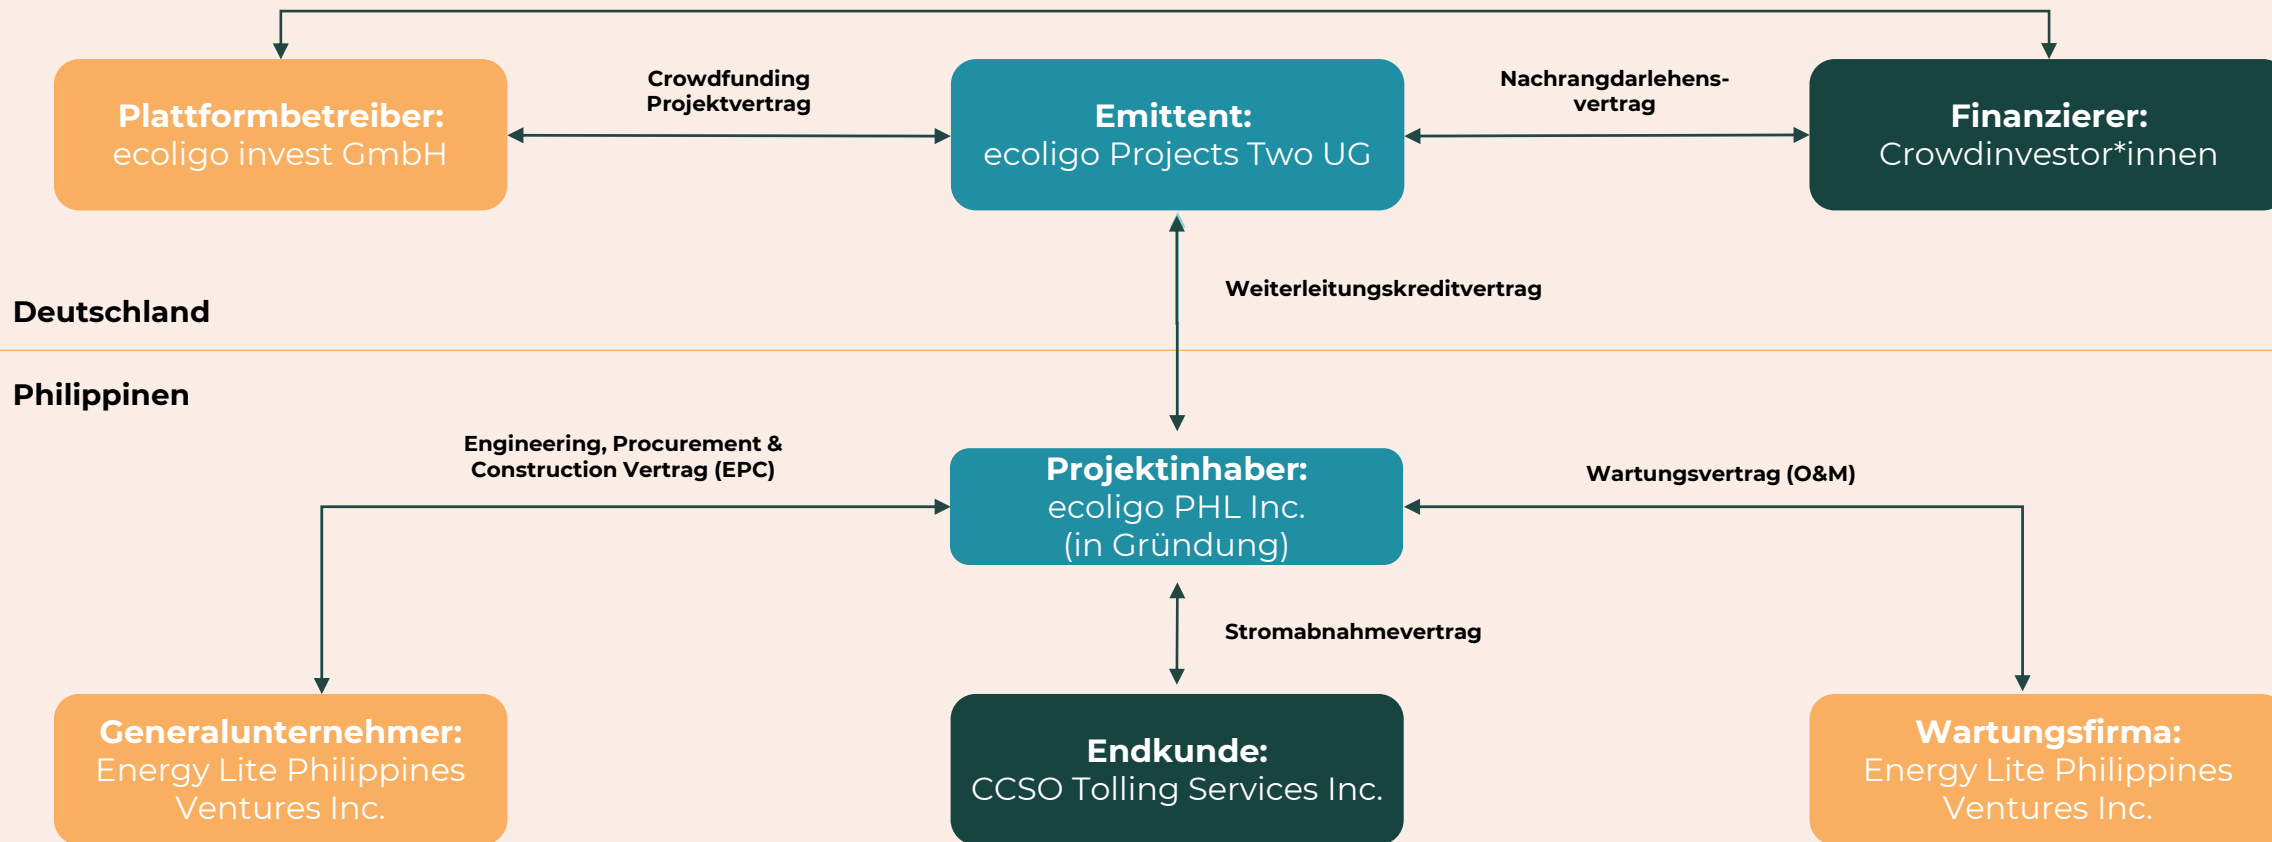 Crowdfunding
Projektvertrag
Nachrangdarlehens-
vertrag
Plattformbetreiber:
ecoligo invest GmbH
Emittent:
ecoligo Projects Two UG
Finanzierer:
Crowdinvestor*innen
Weiterleitungskreditvertrag
Deutschland
Philippinen
Engineering, Procurement &
Construction Vertrag (EPC)
Projektinhaber:
ecoligo PHL Inc.
(in Gründung)
Wartungsvertrag (O&M)
Stromabnahmevertrag
Generalunternehmer:
Energy Lite Philippines
Ventures Inc.
Endkunde:
CCSO Tolling Services Inc.
Wartungsfirma:
Energy Lite Philippines
Ventures Inc.